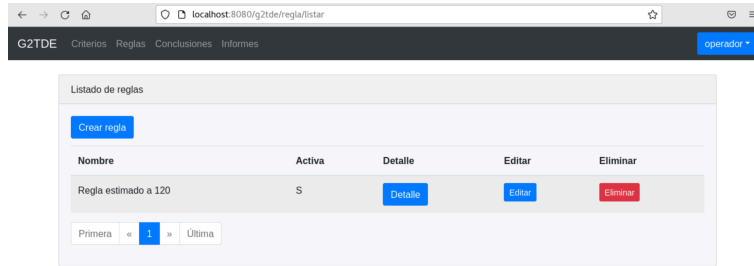 localhost:8080/g2tde/regla/listar
G2TDE Criterios Reglas Conclusiones Informes operador
Listado de reglas
Crear regla
Nombre Activa Detalle Editar Eliminar
Regla estimado a 120 S Detalle Editar Eliminar
Primera « 1 » Última